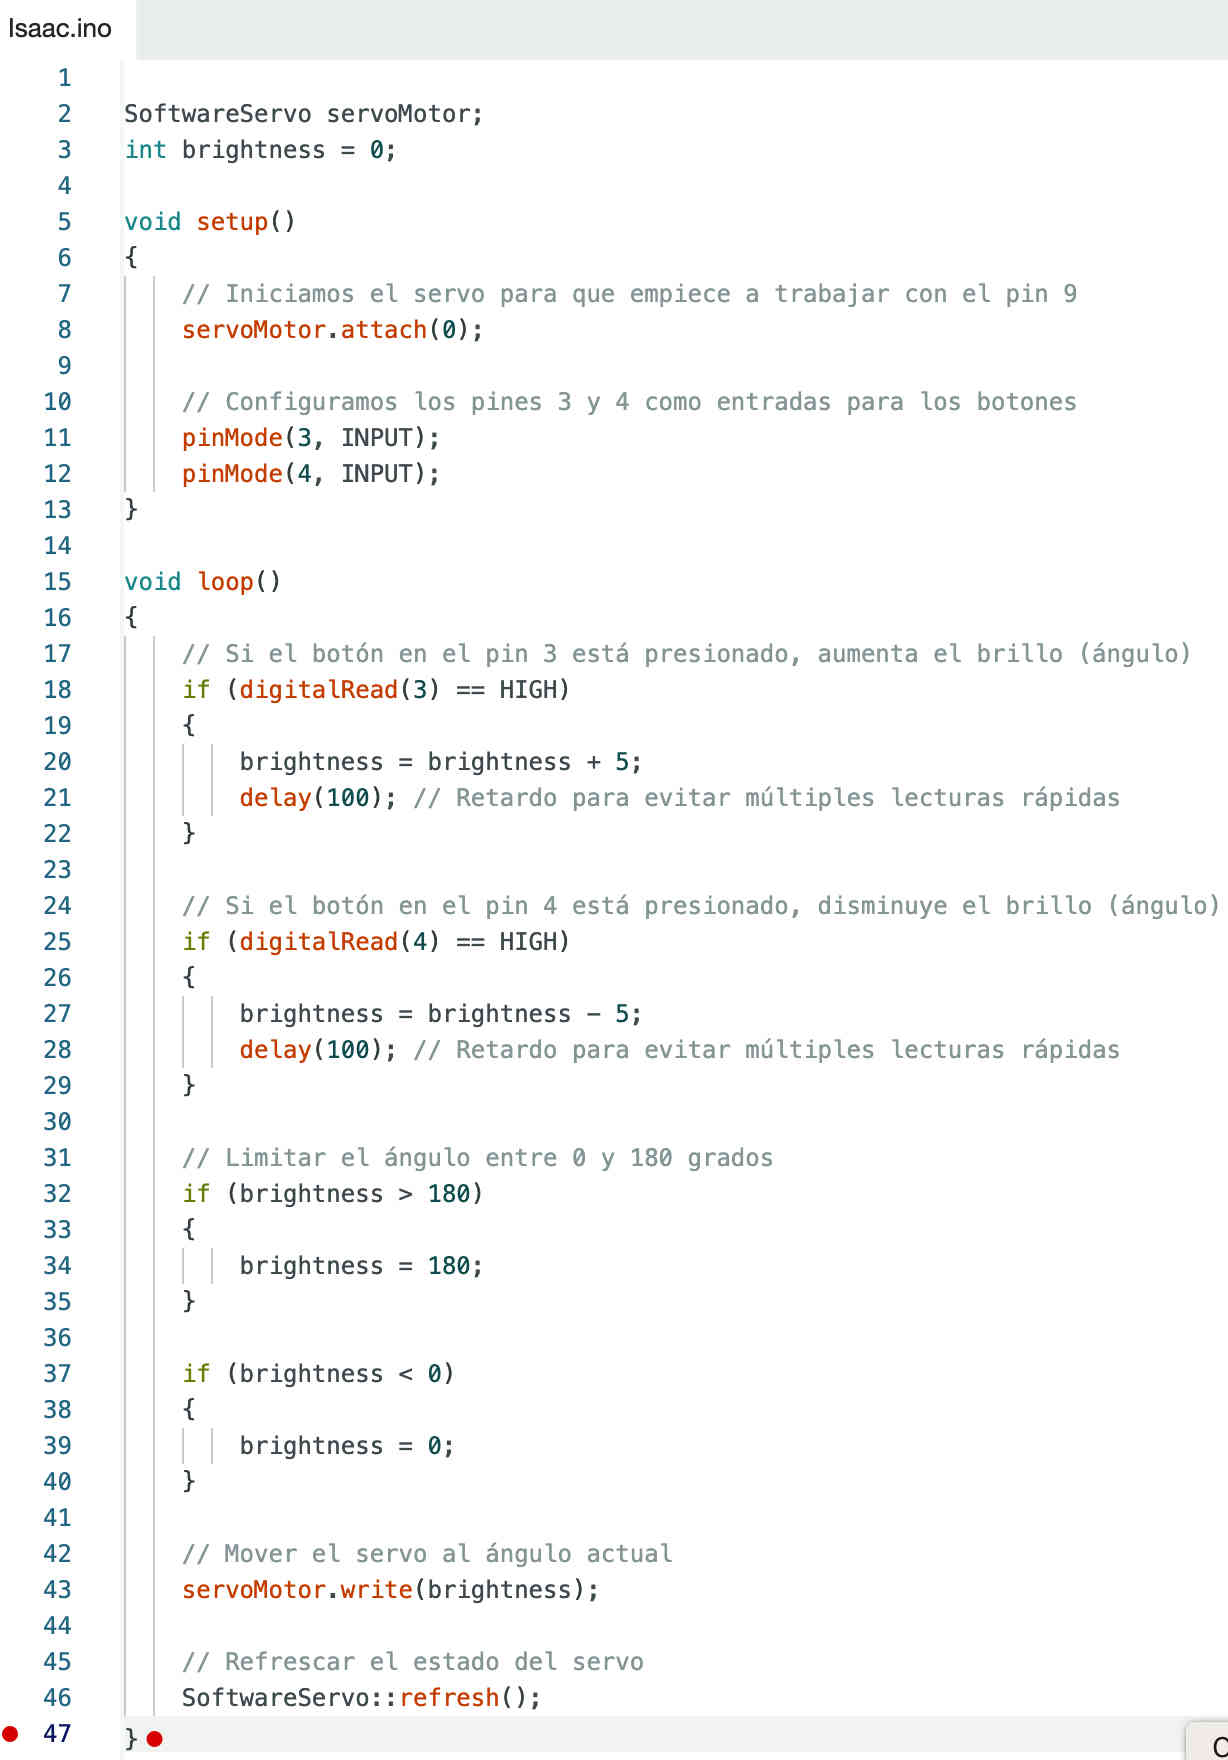 Isaac.ino
1
2 SoftwareServo servoMotor;
3 int brightness = 0;
4
5 void setup()
6 {
7 // Iniciamos el servo para que empiece a trabajar con el pin 9
8 servoMotor.attach(0);
9
10 // Configuramos los pines 3 y 4 como entradas para los botones
11 pinMode(3, INPUT);
12 pinMode(4, INPUT);
13 }
14
15 void loop()
16 {
17 // Si el botón en el pin 3 está presionado, aumenta el brillo (ángulo)
18 if (digitalRead(3) == HIGH)
19 {
20 brightness = brightness + 5;
21 delay(100); // Retardo para evitar múltiples lecturas rápidas
22 }
23
24 // Si el botón en el pin 4 está presionado, disminuye el brillo (ángulo)
25 if (digitalRead(4) == HIGH)
26 {
27 brightness = brightness - 5;
28 delay(100); // Retardo para evitar múltiples lecturas rápidas
29 }
30
31 // Limitar el ángulo entre 0 y 180 grados
32 if (brightness > 180)
33 {
34 brightness = 180;
35 }
36
37 if (brightness < 0)
38 {
39 brightness = 0;
40 }
41
42 // Mover el servo al ángulo actual
43 servoMotor.write(brightness);
44
45 // Refrescar el estado del servo
46 SoftwareServo::refresh();
47 }